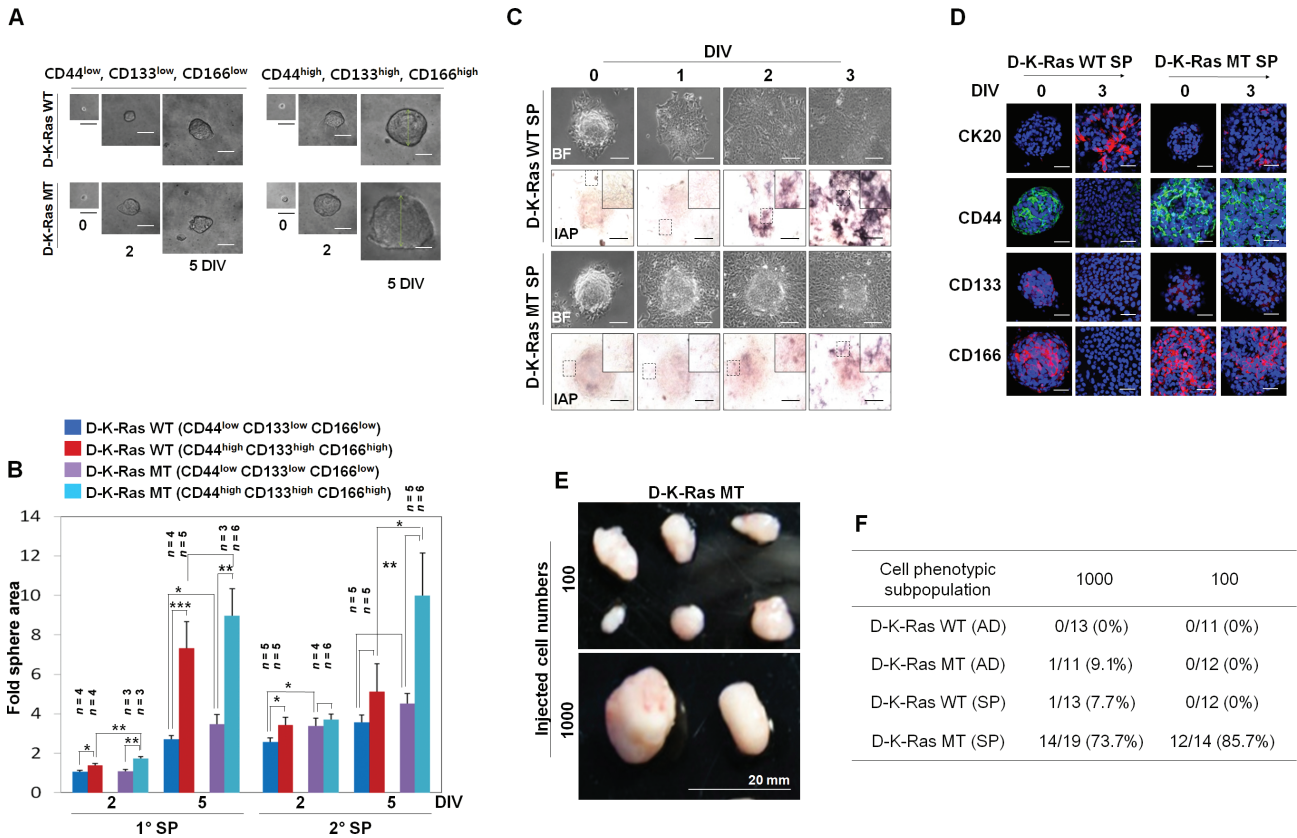 A
CD44low, CD133low, CD166low
CD44high, CD133high, CD166high
D-K-Ras WT
D-K-Ras MT
0
2
5 DIV
0
2
5 DIV
B
D-K-Ras WT (CD44low CD133low CD166low)
D-K-Ras WT (CD44high CD133high CD166high)
D-K-Ras MT (CD44low CD133low CD166low)
D-K-Ras MT (CD44high CD133high CD166high)
Fold sphere area
14
12
10
8
6
4
2
0
n = 4
n = 4
n = 3
n = 3
n = 4
n = 5
n = 3
n = 6
n = 5
n = 5
n = 4
n = 6
n = 5
n = 5
n = 5
n = 6
*
**
**
*
***
**
*
*
*
**
2 5 2 5 DIV
1° SP 2° SP
C
DIV
0 1 2 3
D-K-Ras WT SP
BF
IAP
D-K-Ras MT SP
BF
IAP
D
D-K-Ras WT SP D-K-Ras MT SP
DIV 0 3 0 3
CK20
CD44
CD133
CD166
E
D-K-Ras MT
Injected cell numbers
100
1000
20 mm
F
Cell phenotypic subpopulation 1000 100
D-K-Ras WT (AD) 0/13 (0%) 0/11 (0%)
D-K-Ras MT (AD) 1/11 (9.1%) 0/12 (0%)
D-K-Ras WT (SP) 1/13 (7.7%) 0/12 (0%)
D-K-Ras MT (SP) 14/19 (73.7%) 12/14 (85.7%)